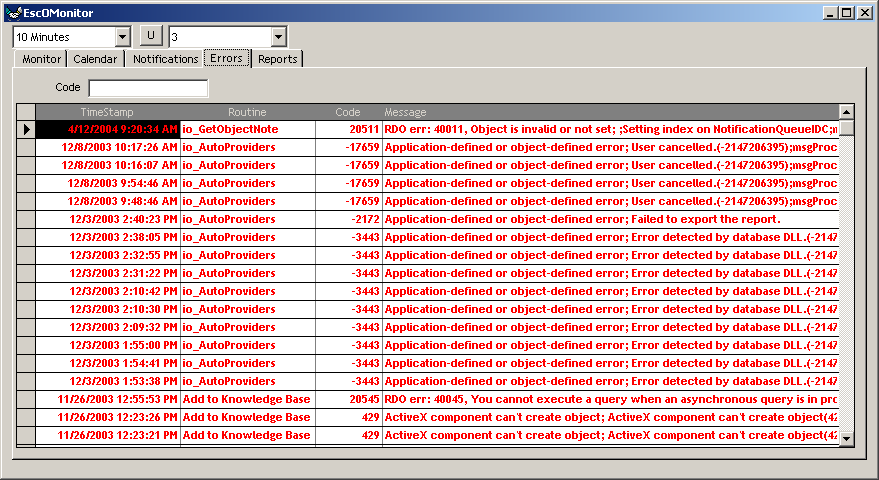 EscOMonitor
10 Minutes U 3
Monitor Calendar Notifications Errors Reports
Code
TimeStamp Routine Code Message
4/12/2004 9:20:34 AM io_GetObjectNote 20511 RDO err: 40011, Object is invalid or not set; ;Setting index on NotificationQueueIDC;m
12/8/2003 10:17:26 AM io_AutoProviders -17659 Application-defined or object-defined error; User cancelled.(-2147206395);msgProc
12/8/2003 10:16:07 AM io_AutoProviders -17659 Application-defined or object-defined error; User cancelled.(-2147206395);msgProc
12/8/2003 9:54:46 AM io_AutoProviders -17659 Application-defined or object-defined error; User cancelled.(-2147206395);msgProc
12/8/2003 9:48:46 AM io_AutoProviders -17659 Application-defined or object-defined error; User cancelled.(-2147206395);msgProc
12/3/2003 2:40:23 PM io_AutoProviders -2172 Application-defined or object-defined error; Failed to export the report.
12/3/2003 2:38:05 PM io_AutoProviders -3443 Application-defined or object-defined error; Error detected by database DLL.(-2147
12/3/2003 2:32:55 PM io_AutoProviders -3443 Application-defined or object-defined error; Error detected by database DLL.(-2147
12/3/2003 2:31:22 PM io_AutoProviders -3443 Application-defined or object-defined error; Error detected by database DLL.(-2147
12/3/2003 2:10:42 PM io_AutoProviders -3443 Application-defined or object-defined error; Error detected by database DLL.(-2147
12/3/2003 2:10:30 PM io_AutoProviders -3443 Application-defined or object-defined error; Error detected by database DLL.(-2147
12/3/2003 2:09:32 PM io_AutoProviders -3443 Application-defined or object-defined error; Error detected by database DLL.(-2147
12/3/2003 1:55:00 PM io_AutoProviders -3443 Application-defined or object-defined error; Error detected by database DLL.(-2147
12/3/2003 1:54:41 PM io_AutoProviders -3443 Application-defined or object-defined error; Error detected by database DLL.(-2147
12/3/2003 1:53:38 PM io_AutoProviders -3443 Application-defined or object-defined error; Error detected by database DLL.(-2147
11/26/2003 12:55:53 PM Add to Knowledge Base 20545 RDO err: 40045, You cannot execute a query when an asynchronous query is in pro
11/26/2003 12:23:26 PM Add to Knowledge Base 429 ActiveX component can't create object; ActiveX component can't create object(42
11/26/2003 12:23:21 PM Add to Knowledge Base 429 ActiveX component can't create object; ActiveX component can't create object(42